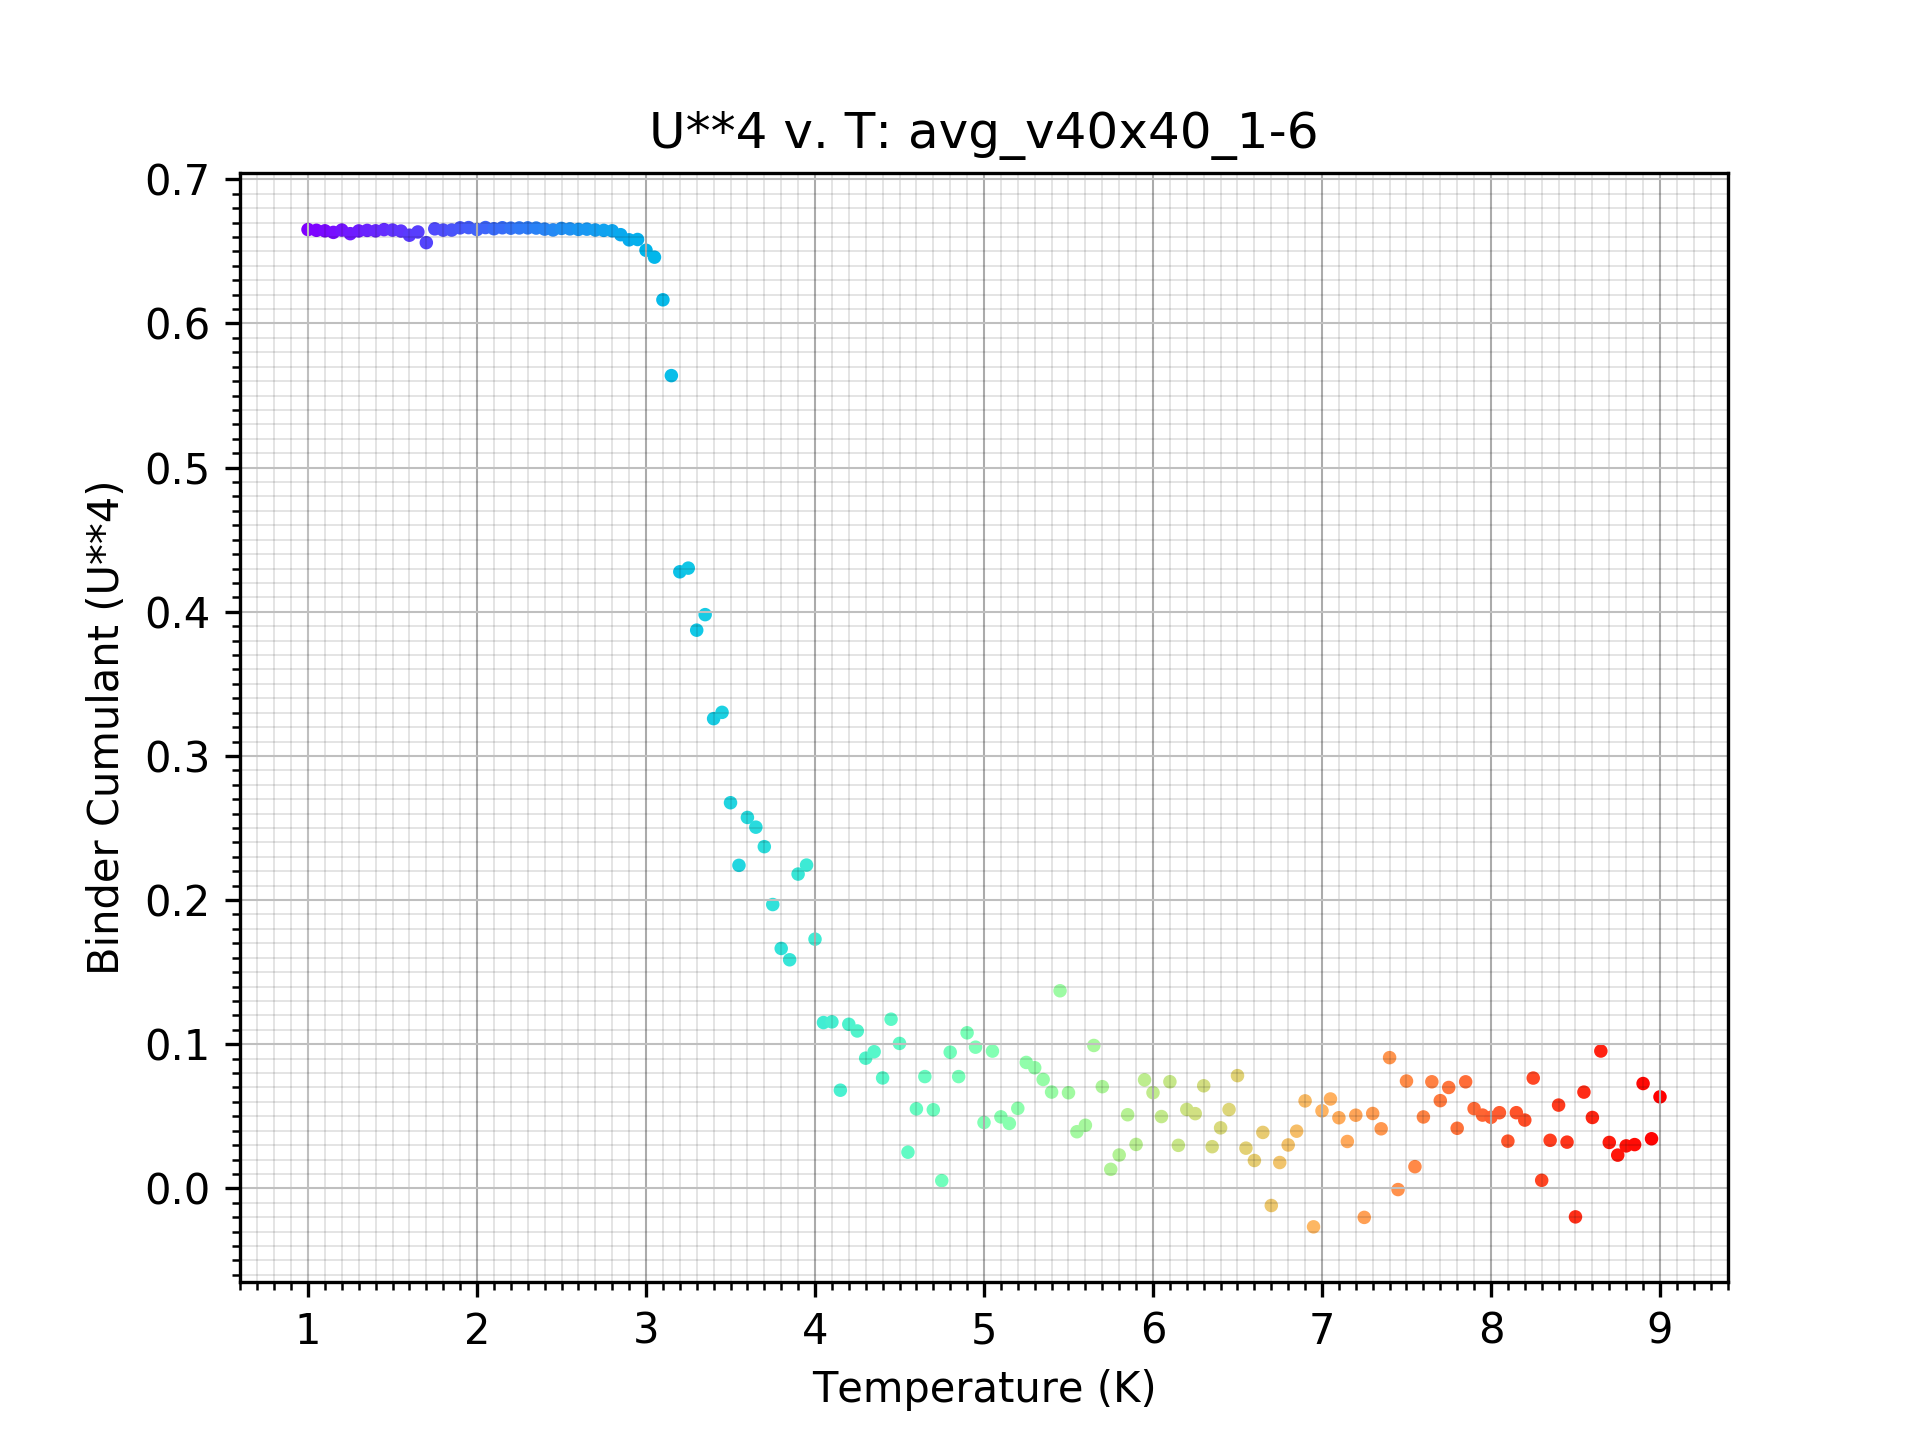 U**4 v. T: avg_v40x40_1-6
0.7
0.6
0.5
0.4
0.3
0.2
0.1
0.0
Binder Cumulant (U**4)
1 2 3 4 5 6 7 8 9
Temperature (K)